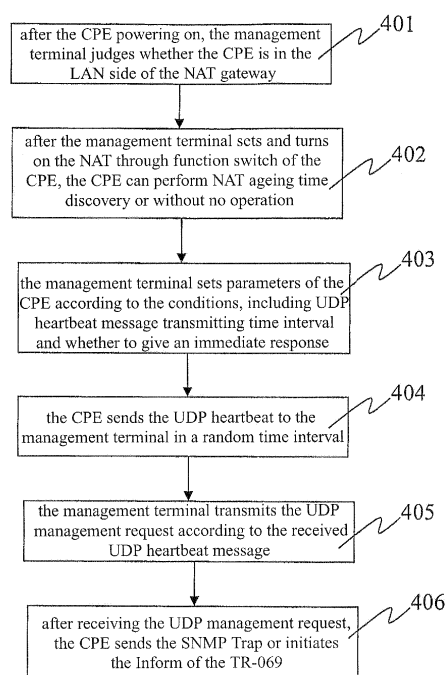 after the CPE powering on, the management
terminal judges whether the CPE is in the
LAN side of the NAT gateway
401
after the management terminal sets and turns
on the NAT through function switch of the
CPE, the CPE can perform NAT ageing time
discovery or without no operation
402
the management terminal sets parameters of the
CPE according to the conditions, including UDP
heartbeat message transmitting time interval
and whether to give an immediate response
403
the CPE sends the UDP heartbeat to the
management terminal in a random time interval
404
the management terminal transmits the UDP
management request according to the received
UDP heartbeat message
405
after receiving the UDP management request,
the CPE sends the SNMP Trap or initiates
the Inform of the TR-069
406